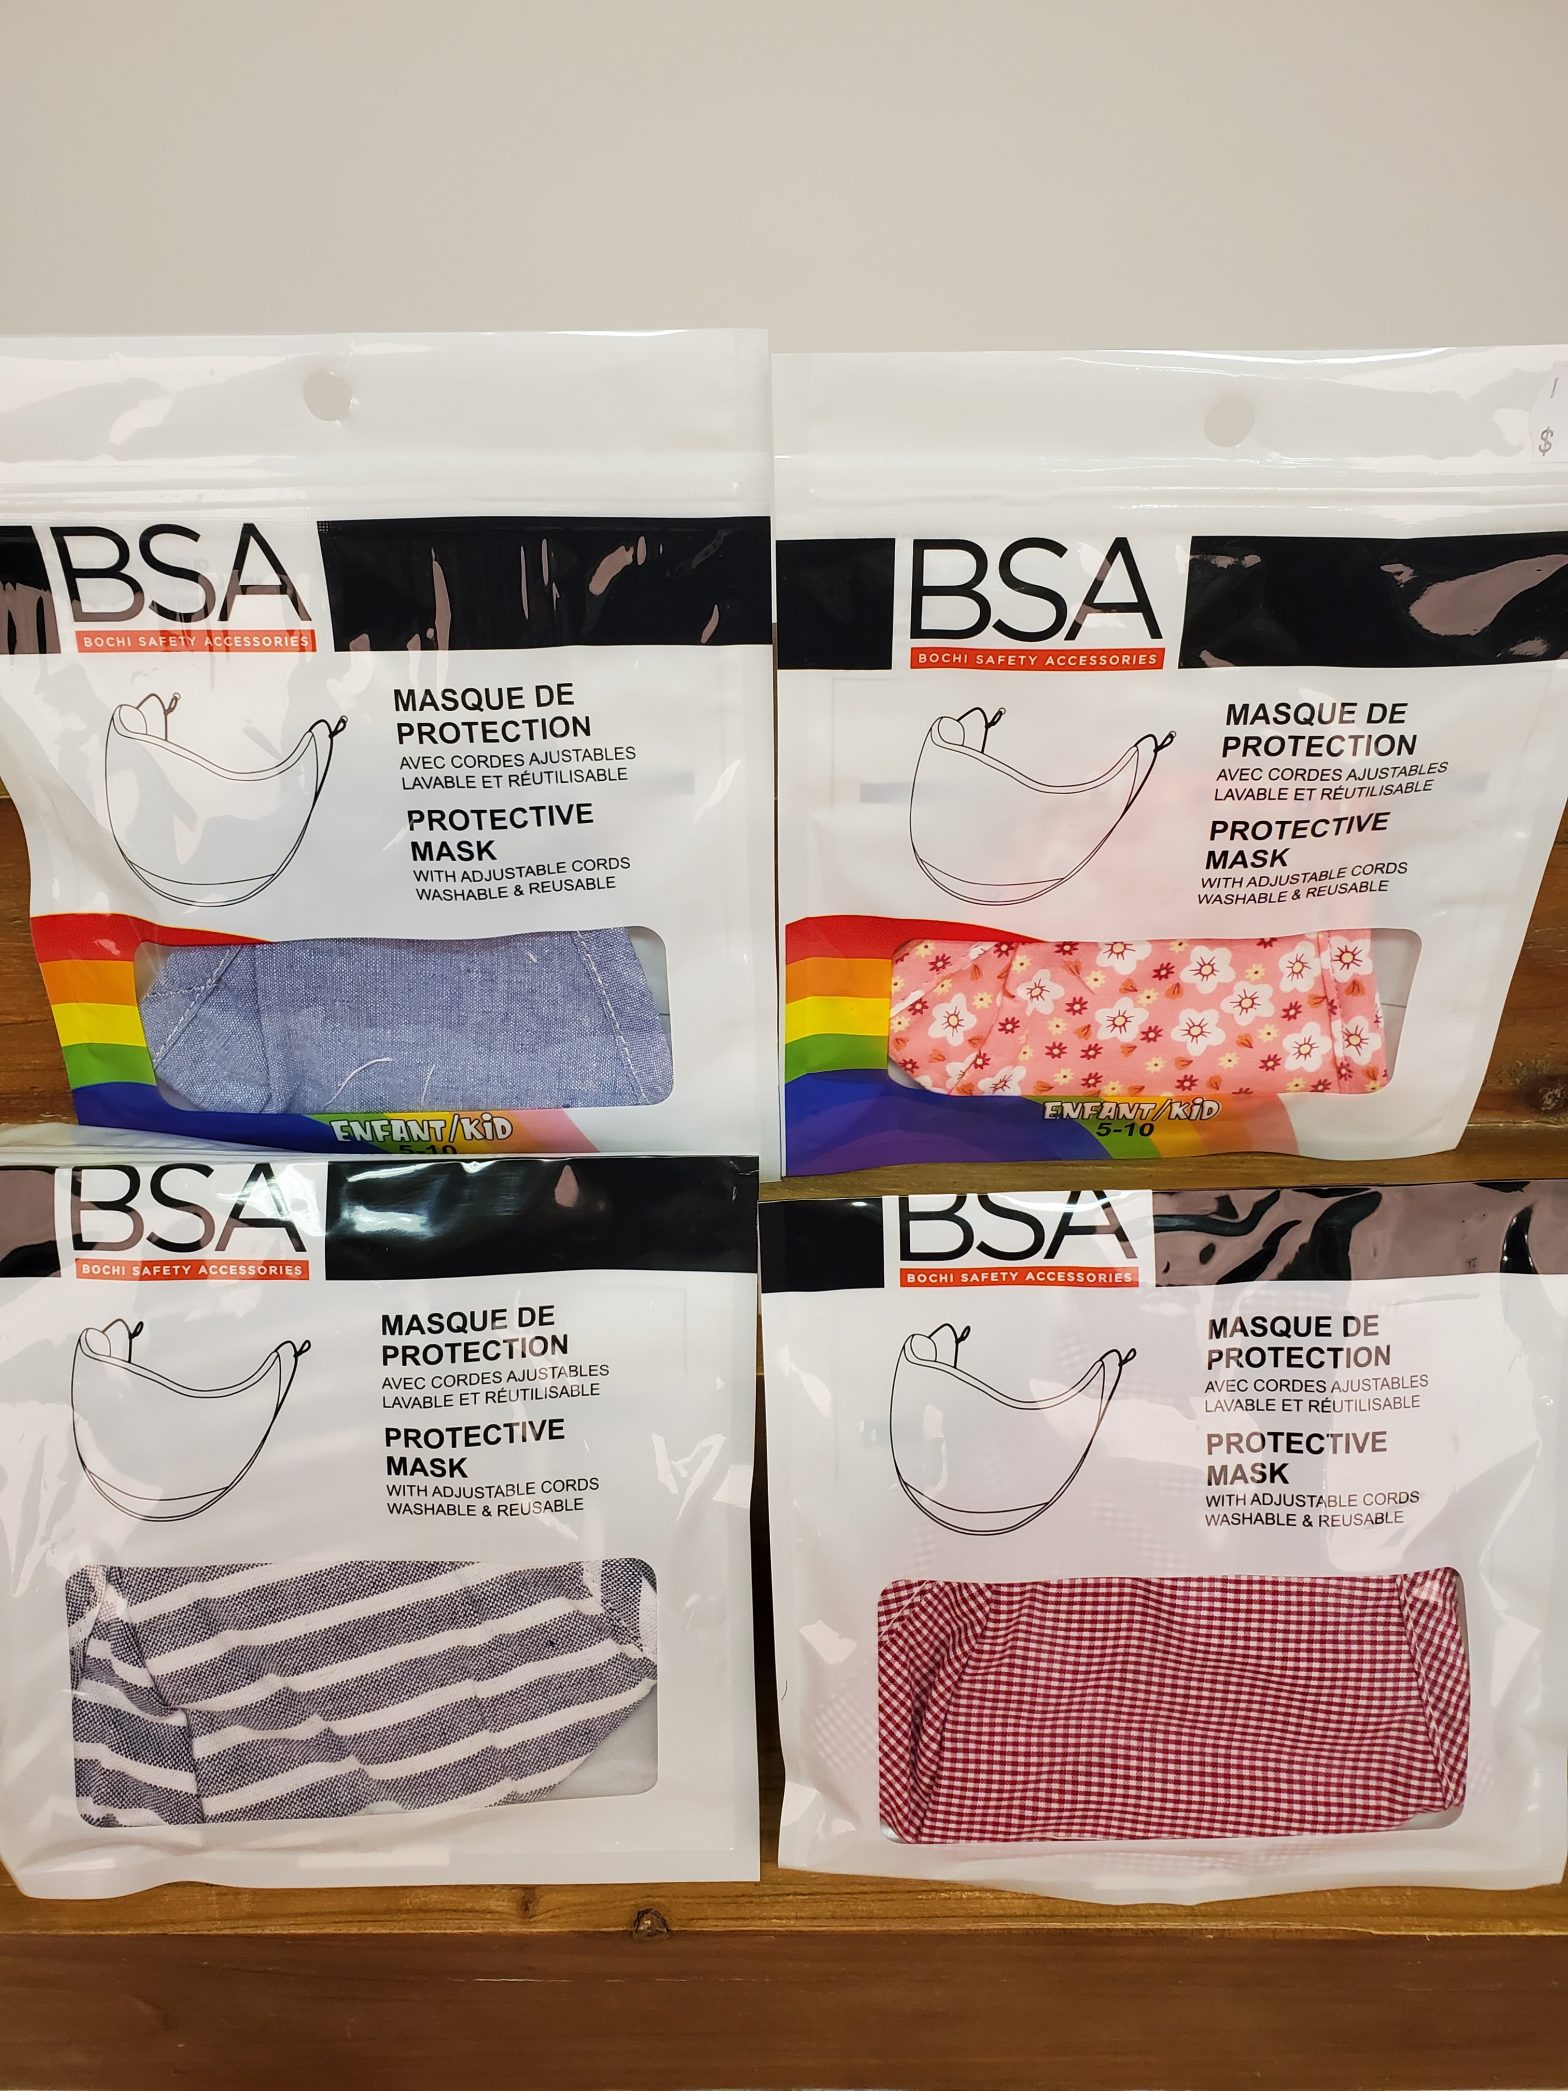 BSA
BOCHI SAFETY ACCESSORIES
MASQUE DE
PROTECTION
AVEC CORDES AJUSTABLES
LAVABLE ET RÉUTILISABLE
PROTECTIVE
MASK
WITH ADJUSTABLE CORDS
WASHABLE & REUSABLE
ENFANT/KID
5-10
$
BSA
BOCHI SAFETY ACCESSORIES
MASQUE DE
PROTECTION
AVEC CORDES AJUSTABLES
LAVABLE ET RÉUTILISABLE
PROTECTIVE
MASK
WITH ADJUSTABLE CORDS
WASHABLE & REUSABLE
ENFANT/KID
5-10
BSA
BOCHI SAFETY ACCESSORIES
MASQUE DE
PROTECTION
AVEC CORDES AJUSTABLES
LAVABLE ET RÉUTILISABLE
PROTECTIVE
MASK
WITH ADJUSTABLE CORDS
WASHABLE & REUSABLE
BSA
BOCHI SAFETY ACCESSORIES
MASQUE DE
PROTECTION
AVEC CORDES AJUSTABLES
LAVABLE ET RÉUTILISABLE
PROTECTIVE
MASK
WITH ADJUSTABLE CORDS
WASHABLE & REUSABLE